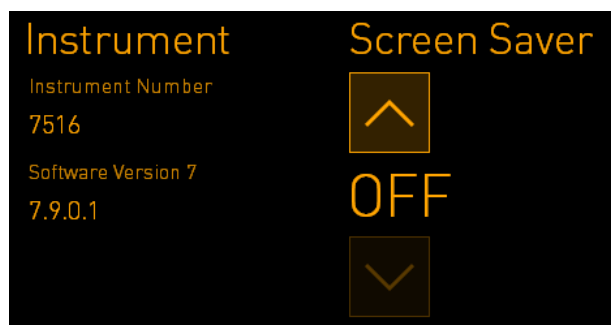 Instrument
Instrument Number
7516
Software Version 7
7.9.0.1
Screen Saver
OFF